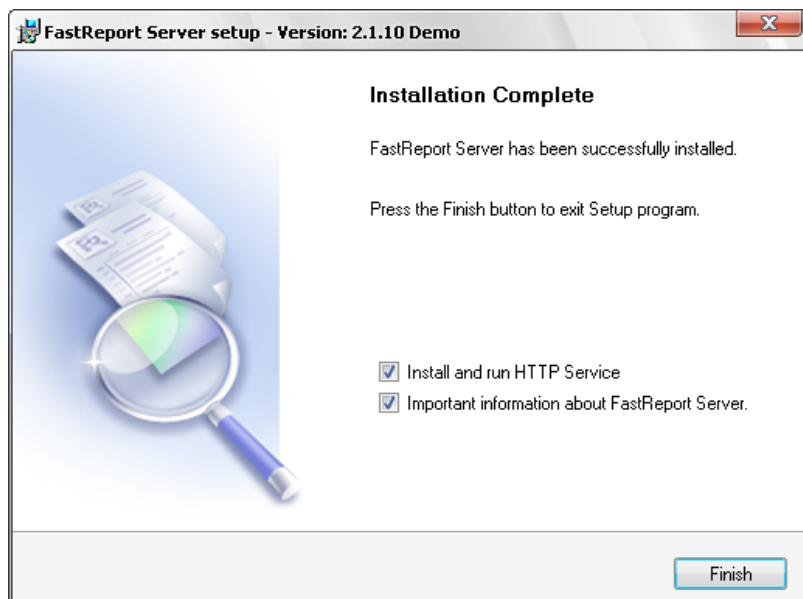 FastReport Server setup - Version: 2.1.10 Demo
Installation Complete
FastReport Server has been successfully installed.
Press the Finish button to exit Setup program.
Install and run HTTP Service
Important information about FastReport Server.
Finish